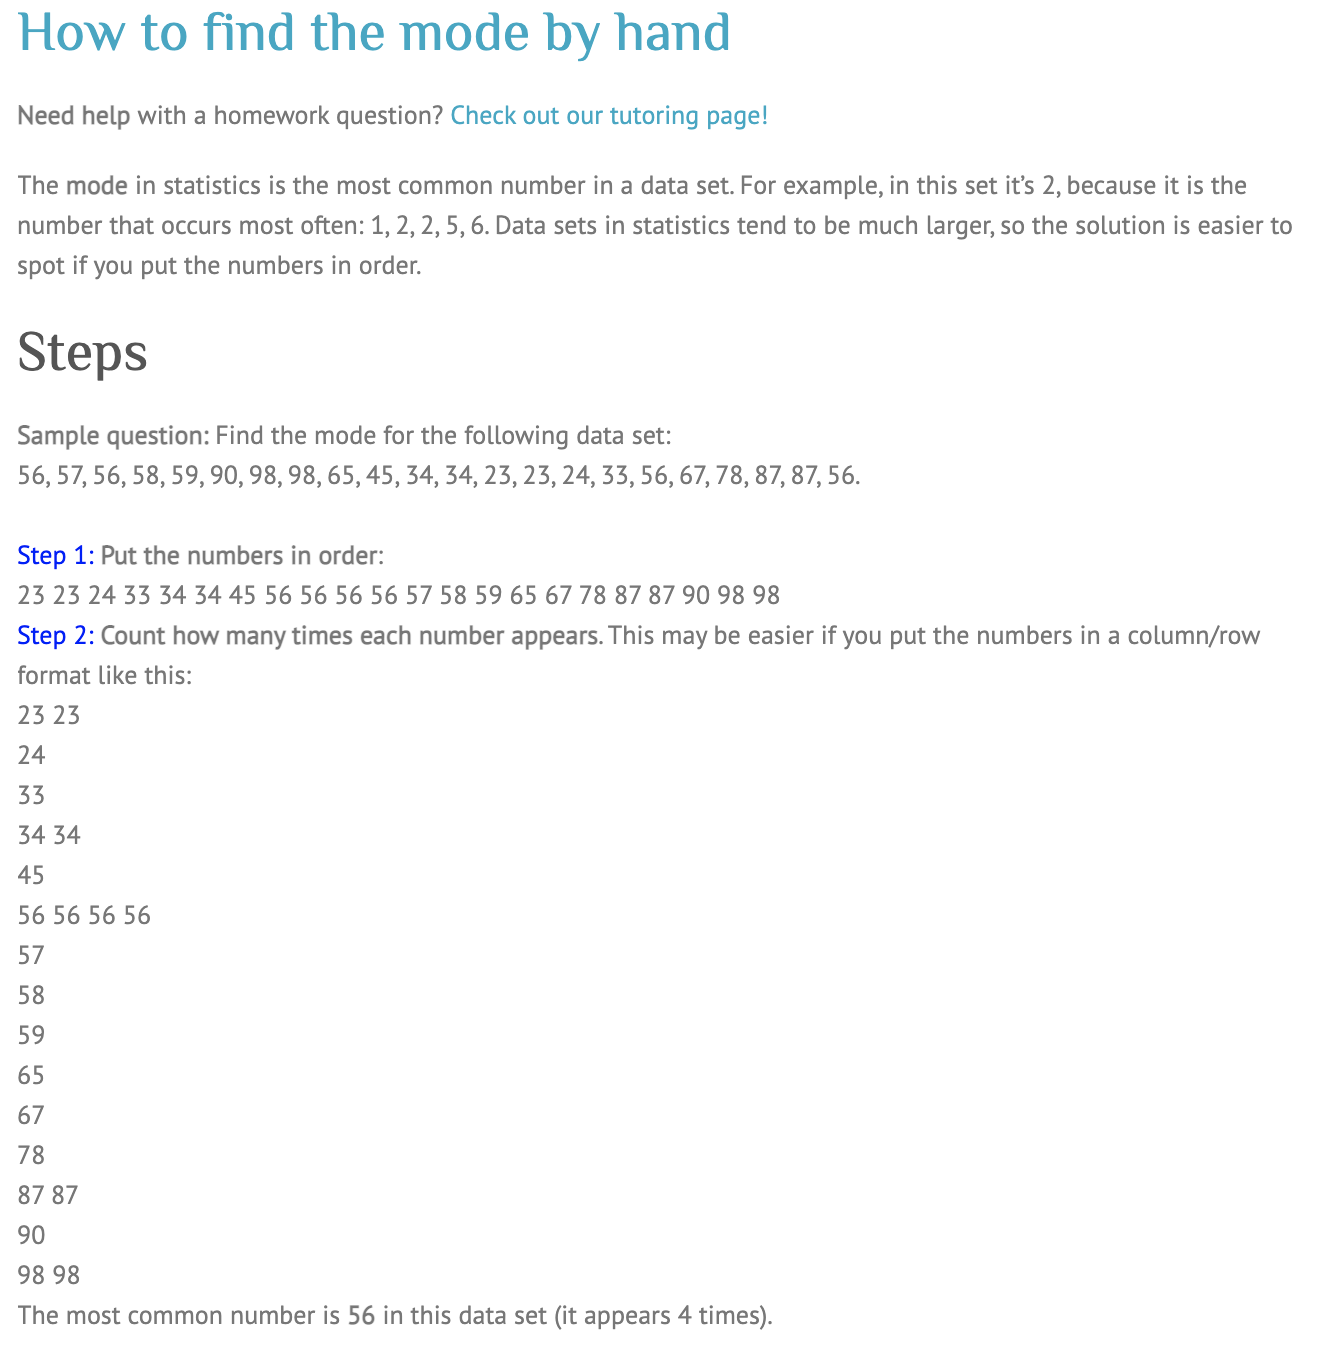 How to find the mode by hand
Need help with a homework question? Check out our tutoring page!
The mode in statistics is the most common number in a data set. For example, in this set it’s 2, because it is the
number that occurs most often: 1, 2, 2, 5, 6. Data sets in statistics tend to be much larger, so the solution is easier to
spot if you put the numbers in order.
Steps
Sample question: Find the mode for the following data set:
56, 57, 56, 58, 59, 90, 98, 98, 65, 45, 34, 34, 23, 23, 24, 33, 56, 67, 78, 87, 87, 56.
Step 1: Put the numbers in order:
23 23 24 33 34 34 45 56 56 56 56 57 58 59 65 67 78 87 87 90 98 98
Step 2: Count how many times each number appears. This may be easier if you put the numbers in a column/row
format like this:
23 23
24
33
34 34
45
56 56 56 56
57
58
59
65
67
78
87 87
90
98 98
The most common number is 56 in this data set (it appears 4 times).